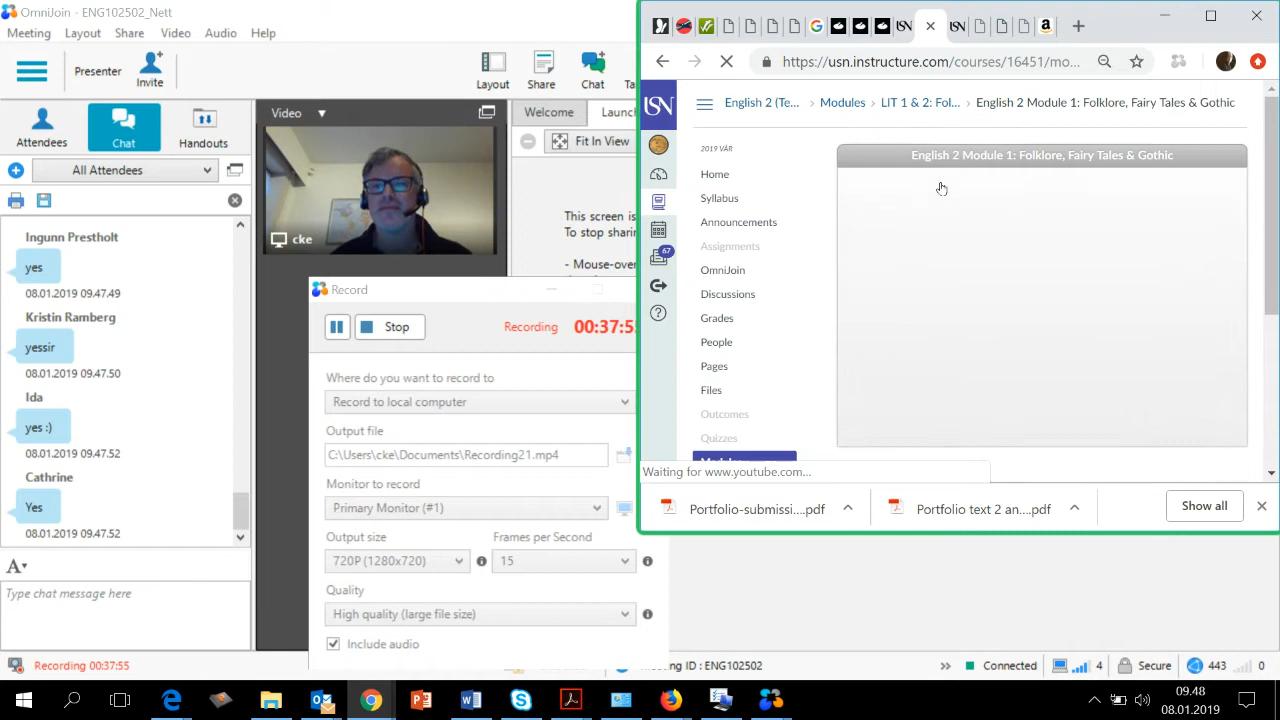 OmniJoin - ENG102502_Nett
Meeting Layout Share Video Audio Help
Presenter
Invite
Layout
Share
Chat
Attendees
Chat
Handouts
All Attendees
Ingunn Prestholt
yes
08.01.2019 09.47.49
Kristin Ramberg
yessir
08.01.2019 09.47.50
Ida
yes :)
08.01.2019 09.47.52
Cathrine
Yes
08.01.2019 09.47.52
A
Type chat message here
Recording 00:37:55
Video
cke
Welcome
Fit In View
This screen is
- Mouse-over
Record
Stop
Recording
Where do you want to record to
Record to local computer
Output file
C:\Users\cke\Documents\Recording21.mp4
Monitor to record
Primary Monitor (#1)
Output size
Frames per Second
720P (1280x720)
15
Quality
High quality (large file size)
Include audio
Meeting ID : ENG102502
Connected
4
Secure
443
0
https://usn.instructure.com/courses/16451/mo...
USN
English 2 (Te... > Modules > LIT 1 & 2: Fol... > English 2 Module 1: Folklore, Fairy Tales & Gothic
2019 VÅR
Home
Syllabus
Announcements
Assignments
OmniJoin
Discussions
Grades
People
Pages
Files
Outcomes
Quizzes
67
English 2 Module 1: Folklore, Fairy Tales & Gothic
Waiting for www.youtube.com...
Portfolio-submissi....pdf
Portfolio text 2 an....pdf
Show all
09.48
08.01.2019